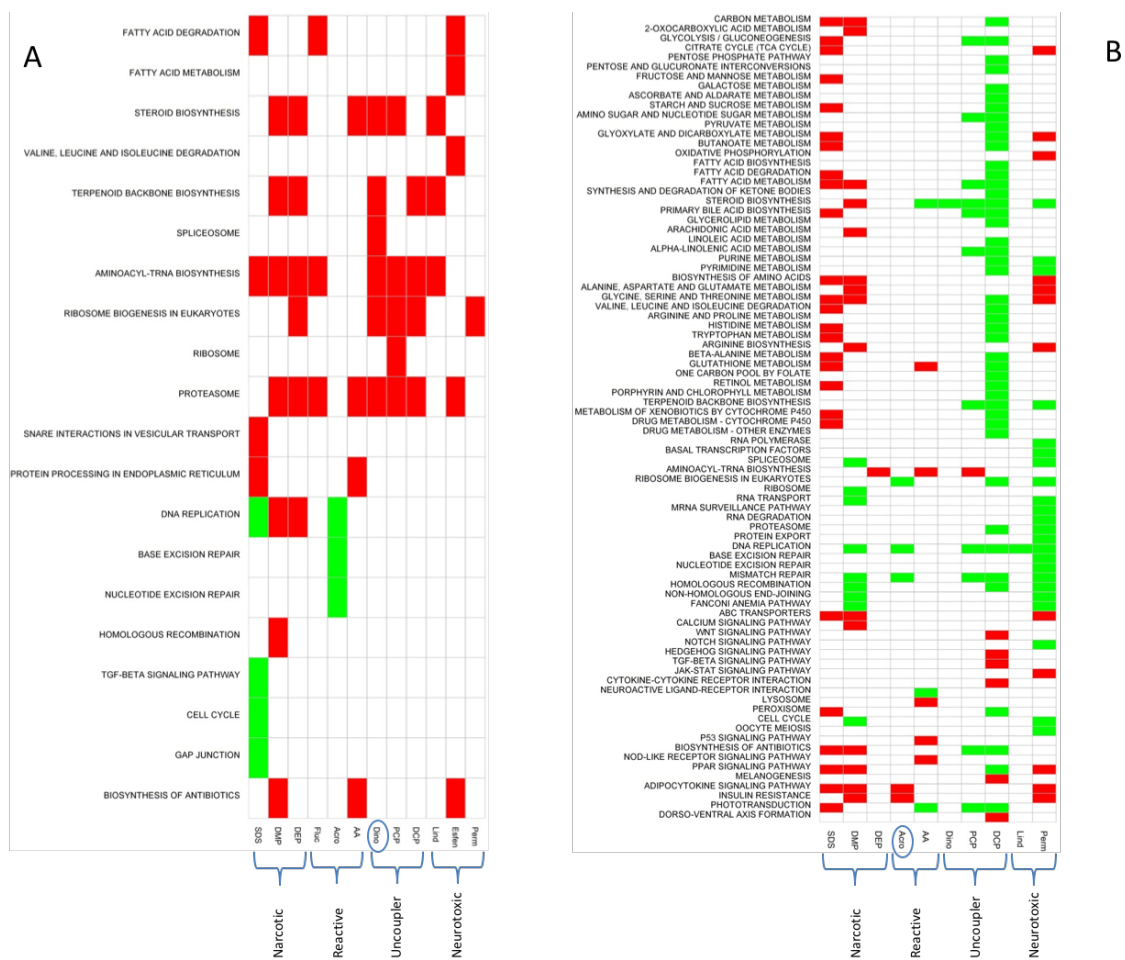 A
FATTY ACID DEGRADATION
FATTY ACID METABOLISM
STEROID BIOSYNTHESIS
VALINE, LEUCINE AND ISOLEUCINE DEGRADATION
TERPENOID BACKBONE BIOSYNTHESIS
SPLICEOSOME
AMINOACYL-TRNA BIOSYNTHESIS
RIBOSOME BIOGENESIS IN EUKARYOTES
RIBOSOME
PROTEASOME
SNARE INTERACTIONS IN VESICULAR TRANSPORT
PROTEIN PROCESSING IN ENDOPLASMIC RETICULUM
DNA REPLICATION
BASE EXCISION REPAIR
NUCLEOTIDE EXCISION REPAIR
HOMOLOGOUS RECOMBINATION
TGF-BETA SIGNALING PATHWAY
CELL CYCLE
GAP JUNCTION
BIOSYNTHESIS OF ANTIBIOTICS
SDS DMP DEP Fluc Acro AA Dino PCP DCP Lind Esfen Perm
Narcotic Reactive Uncoupler Neurotoxic
B
CARBON METABOLISM
2-OXOCARBOXYLIC ACID METABOLISM
GLYCOLYSIS / GLUCONEOGENESIS
CITRATE CYCLE (TCA CYCLE)
PENTOSE PHOSPHATE PATHWAY
PENTOSE AND GLUCURONATE INTERCONVERSIONS
FRUCTOSE AND MANNOSE METABOLISM
GALACTOSE METABOLISM
ASCORBATE AND ALDARATE METABOLISM
STARCH AND SUCROSE METABOLISM
AMINO SUGAR AND NUCLEOTIDE SUGAR METABOLISM
PYRUVATE METABOLISM
GLYOXYLATE AND DICARBOXYLATE METABOLISM
BUTANOATE METABOLISM
OXIDATIVE PHOSPHORYLATION
FATTY ACID BIOSYNTHESIS
FATTY ACID DEGRADATION
FATTY ACID METABOLISM
SYNTHESIS AND DEGRADATION OF KETONE BODIES
STEROID BIOSYNTHESIS
PRIMARY BILE ACID BIOSYNTHESIS
GLYCEROLIPID METABOLISM
ARACHIDONIC ACID METABOLISM
LINOLEIC ACID METABOLISM
ALPHA-LINOLENIC ACID METABOLISM
PURINE METABOLISM
PYRIMIDINE METABOLISM
BIOSYNTHESIS OF AMINO ACIDS
ALANINE, ASPARTATE AND GLUTAMATE METABOLISM
GLYCINE, SERINE AND THREONINE METABOLISM
VALINE, LEUCINE AND ISOLEUCINE DEGRADATION
ARGININE AND PROLINE METABOLISM
HISTIDINE METABOLISM
TRYPTOPHAN METABOLISM
ARGININE BIOSYNTHESIS
BETA-ALANINE METABOLISM
GLUTATHIONE METABOLISM
ONE CARBON POOL BY FOLATE
RETINOL METABOLISM
PORPHYRIN AND CHLOROPHYLL METABOLISM
TERPENOID BACKBONE BIOSYNTHESIS
METABOLISM OF XENOBIOTICS BY CYTOCHROME P450
DRUG METABOLISM - CYTOCHROME P450
DRUG METABOLISM - OTHER ENZYMES
RNA POLYMERASE
BASAL TRANSCRIPTION FACTORS
SPLICEOSOME
AMINOACYL-TRNA BIOSYNTHESIS
RIBOSOME BIOGENESIS IN EUKARYOTES
RIBOSOME
RNA TRANSPORT
MRNA SURVEILLANCE PATHWAY
RNA DEGRADATION
PROTEASOME
PROTEIN EXPORT
DNA REPLICATION
BASE EXCISION REPAIR
NUCLEOTIDE EXCISION REPAIR
MISMATCH REPAIR
HOMOLOGOUS RECOMBINATION
NON-HOMOLOGOUS END-JOINING
FANCONI ANEMIA PATHWAY
ABC TRANSPORTERS
CALCIUM SIGNALING PATHWAY
WNT SIGNALING PATHWAY
NOTCH SIGNALING PATHWAY
HEDGEHOG SIGNALING PATHWAY
TGF-BETA SIGNALING PATHWAY
JAK-STAT SIGNALING PATHWAY
CYTOKINE-CYTOKINE RECEPTOR INTERACTION
NEUROACTIVE LIGAND-RECEPTOR INTERACTION
LYSOSOME
PEROXISOME
CELL CYCLE
OOCYTE MEIOSIS
P53 SIGNALING PATHWAY
BIOSYNTHESIS OF ANTIBIOTICS
NOD-LIKE RECEPTOR SIGNALING PATHWAY
PPAR SIGNALING PATHWAY
MELANOGENESIS
ADIPOCYTOKINE SIGNALING PATHWAY
INSULIN RESISTANCE
PHOTOTRANSDUCTION
DORSO-VENTRAL AXIS FORMATION
SDS DMP DEP Acro AA Dino PCP DCP Lind Perm
Narcotic Reactive Uncoupler Neurotoxic